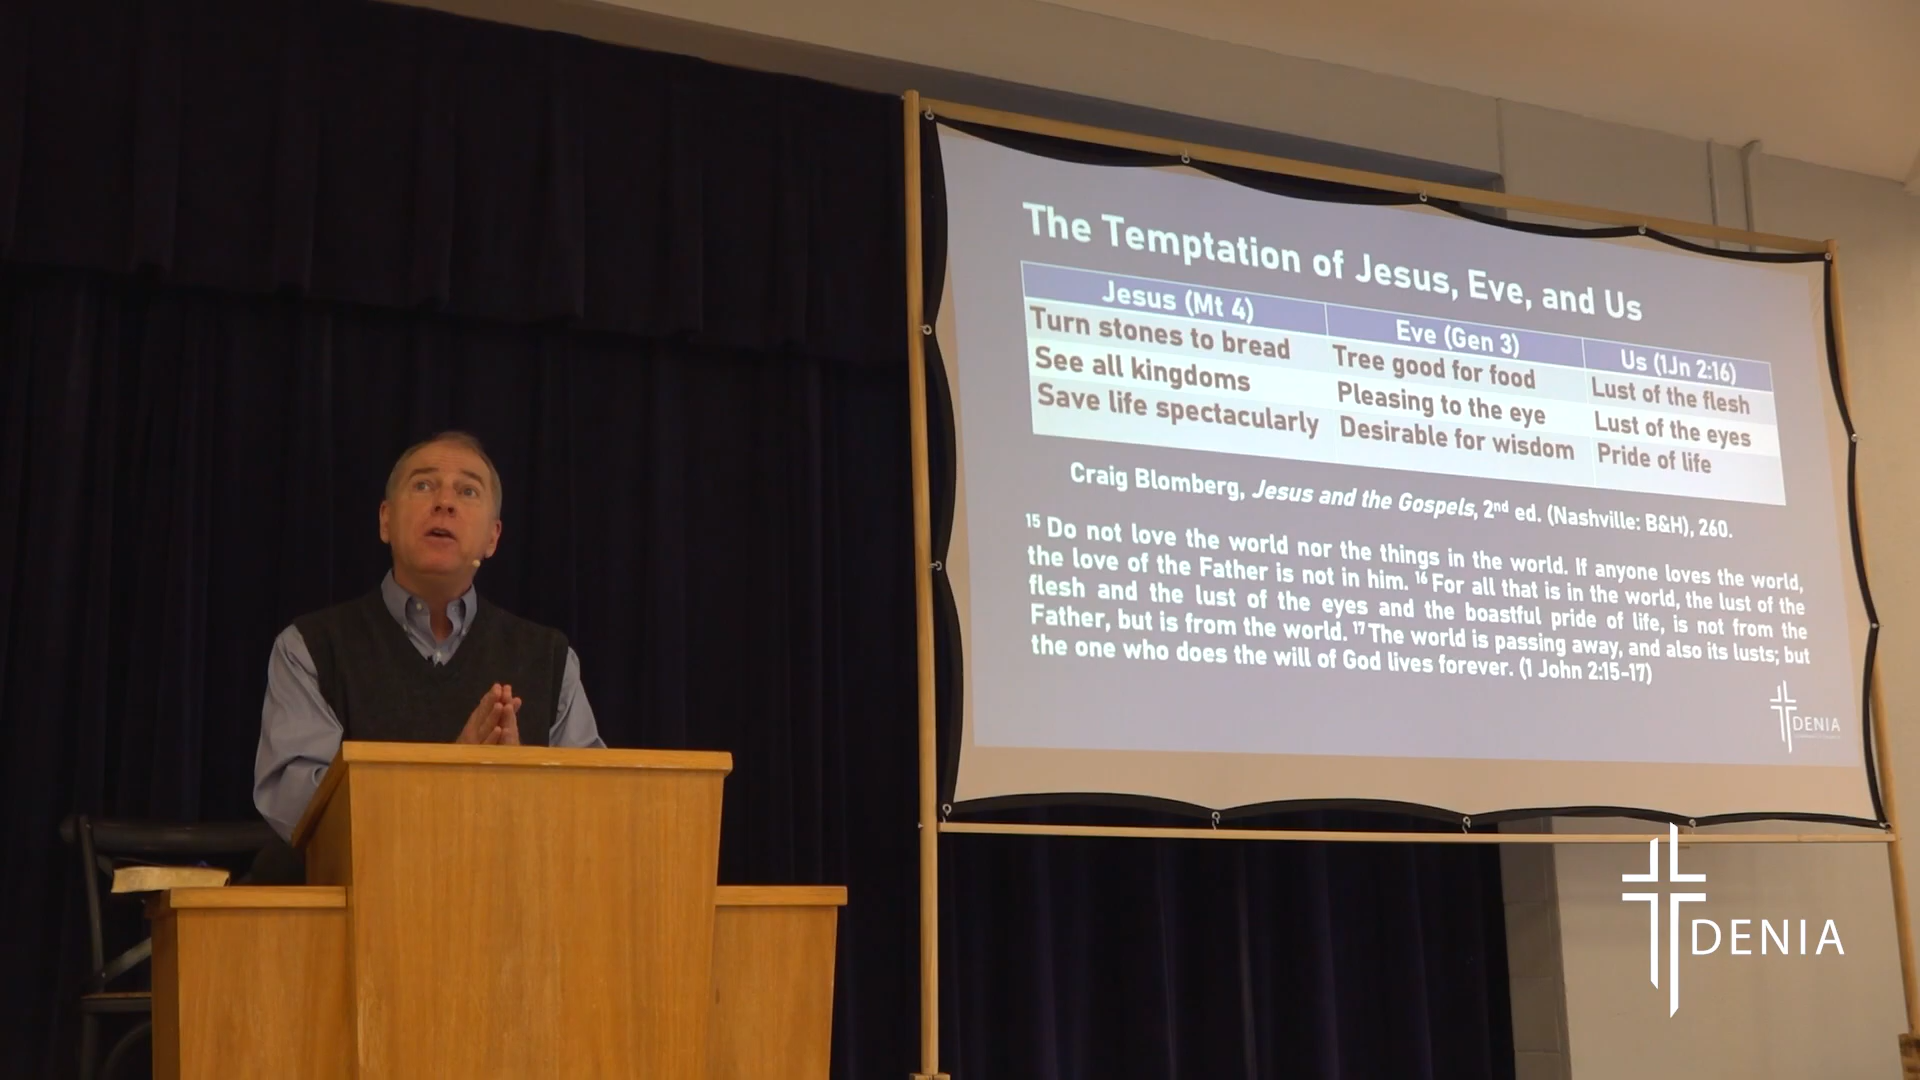 The Temptation of Jesus, Eve, and Us
Jesus (Mt 4) Eve (Gen 3) Us (1Jn 2:16)
Turn stones to bread Tree good for food Lust of the flesh
See all kingdoms Pleasing to the eye Lust of the eyes
Save life spectacularly Desirable for wisdom Pride of life
Craig Blomberg, Jesus and the Gospels, 2nd ed. (Nashville: B&H), 260.
15 Do not love the world nor the things in the world. If anyone loves the world,
the love of the Father is not in him. 16 For all that is in the world, the lust of the
flesh and the lust of the eyes and the boastful pride of life, is not from the
Father, but is from the world. 17 The world is passing away, and also its lusts; but
the one who does the will of God lives forever. (1 John 2:15–17)
DENIA
DENIA